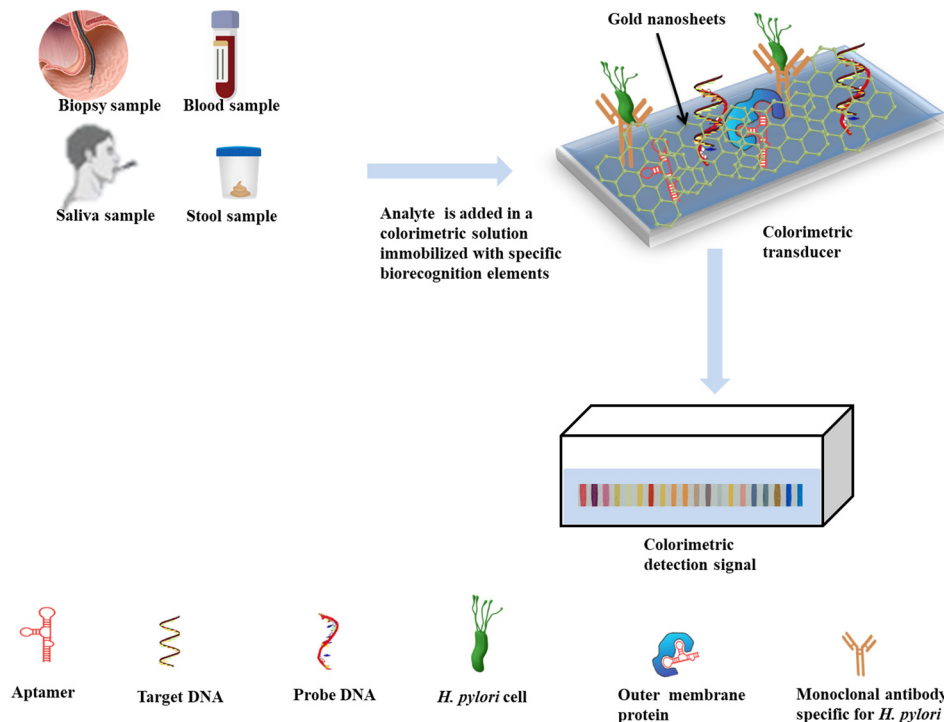 Gold nanosheets
Biopsy sample
Blood sample
Saliva sample
Stool sample
Analyte is added in a
colorimetric solution
immobilized with specific
biorecognition elements
Colorimetric
transducer
Colorimetric
detection signal
Aptamer
Target DNA
Probe DNA
H. pylori cell
Outer membrane
protein
Monoclonal antibody
specific for H. pylori